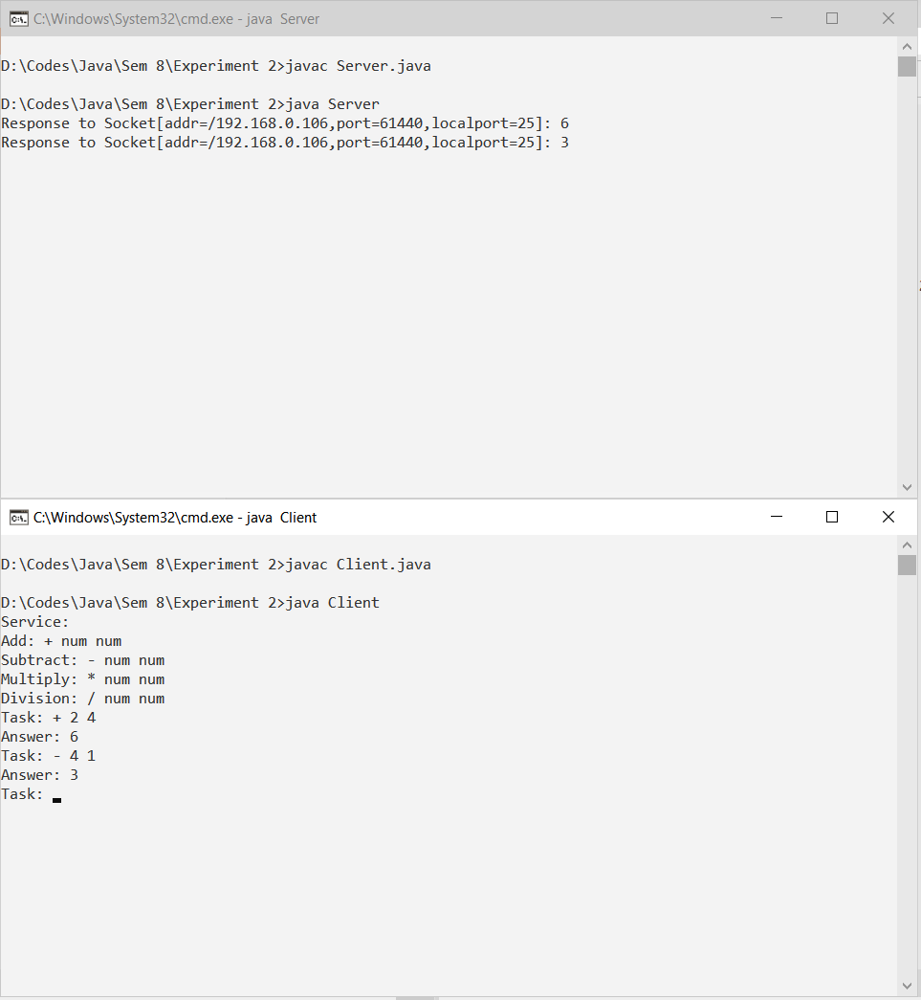 C:\Windows\System32\cmd.exe - java  Server
D:\Codes\Java\Sem 8\Experiment 2>javac Server.java
D:\Codes\Java\Sem 8\Experiment 2>java Server
Response to Socket[addr=/192.168.0.106,port=61440,localport=25]: 6
Response to Socket[addr=/192.168.0.106,port=61440,localport=25]: 3
C:\Windows\System32\cmd.exe - java  Client
D:\Codes\Java\Sem 8\Experiment 2>javac Client.java
D:\Codes\Java\Sem 8\Experiment 2>java Client
Service:
Add: + num num
Subtract: - num num
Multiply: * num num
Division: / num num
Task: + 2 4
Answer: 6
Task: - 4 1
Answer: 3
Task: